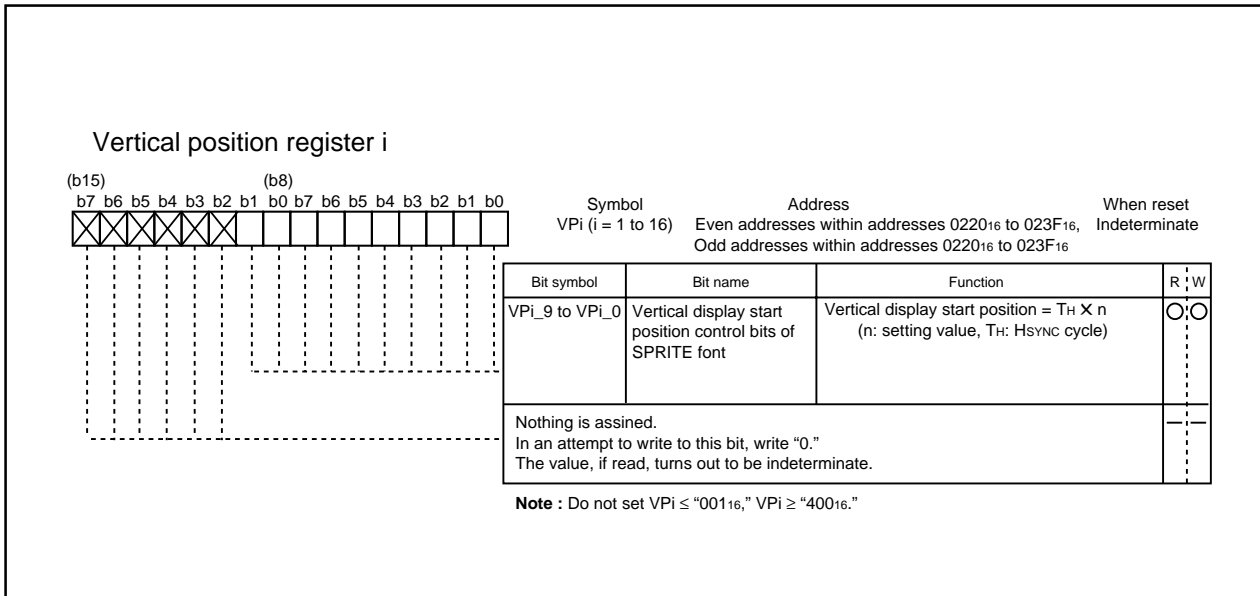 Vertical position register i
(b15) (b8)
b7 b6 b5 b4 b3 b2 b1 b0 b7 b6 b5 b4 b3 b2 b1 b0
Symbol Address When reset
VPi (i = 1 to 16) Even addresses within addresses 022016 to 023F16, Indeterminate
Odd addresses within addresses 022016 to 023F16
Bit symbol Bit name Function R W
VPi_9 to VPi_0 Vertical display start Vertical display start position = TH X n
position control bits of (n: setting value, TH: HSYNC cycle)
SPRITE font
Nothing is assined.
In an attempt to write to this bit, write “0.”
The value, if read, turns out to be indeterminate.
Note : Do not set VPi ≤ “00116,” VPi ≥ “40016.”